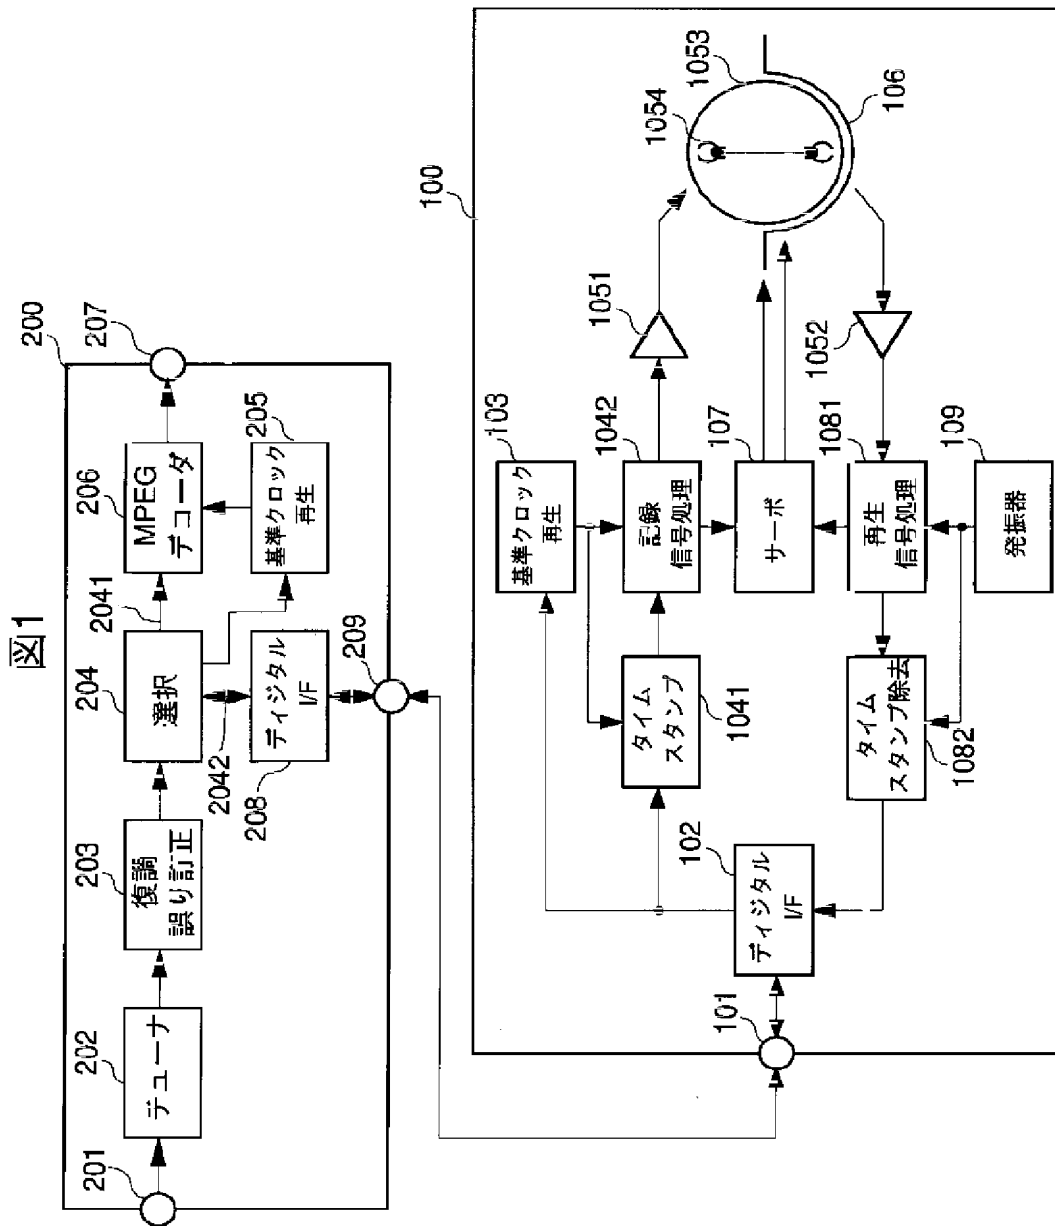 図1
200
201
202
チューナ
203
復調
誤り訂正
204
選択
2041
206
MPEG
デコーダ
207
205
基準クロック
再生
2042
208
ディジタル
I/F
209
100
101
102
ディジタル
I/F
103
基準クロック
再生
タイム
スタンプ
1041
1042
記録
信号処理
1051
1053
1054
106
107
サーボ
1052
1081
再生
信号処理
タイム
スタンプ除去
1082
109
発振器